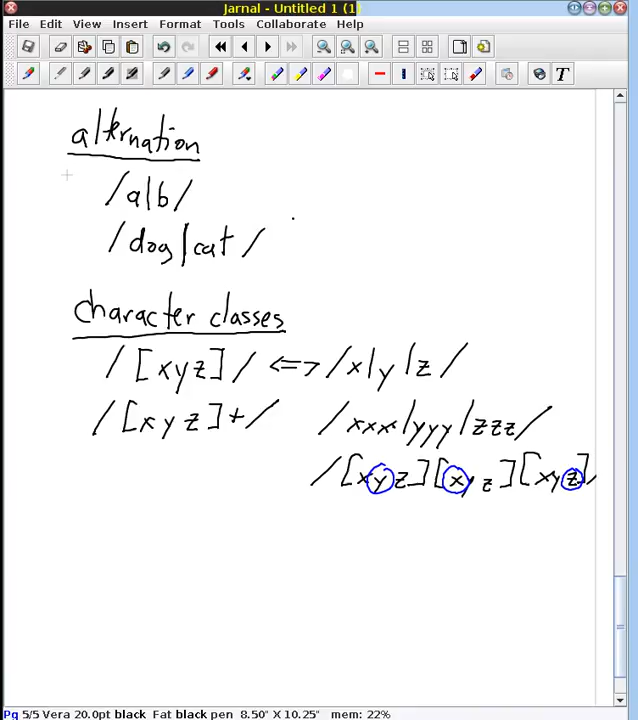 Jarnal - Untitled 1 (1)
File Edit View Insert Format Tools Collaborate Help
T
alternation
/a|b/
/dog|cat/
character classes
/[xyz]/ <=> /x|y|z/
/[xyz]+/ /xxx|yyy|zzz/
/[xyz][xyz][xyz]/
Pg 5/5 Vera 20.0pt black Fat black pen 8.50" X 10.25" mem: 22%